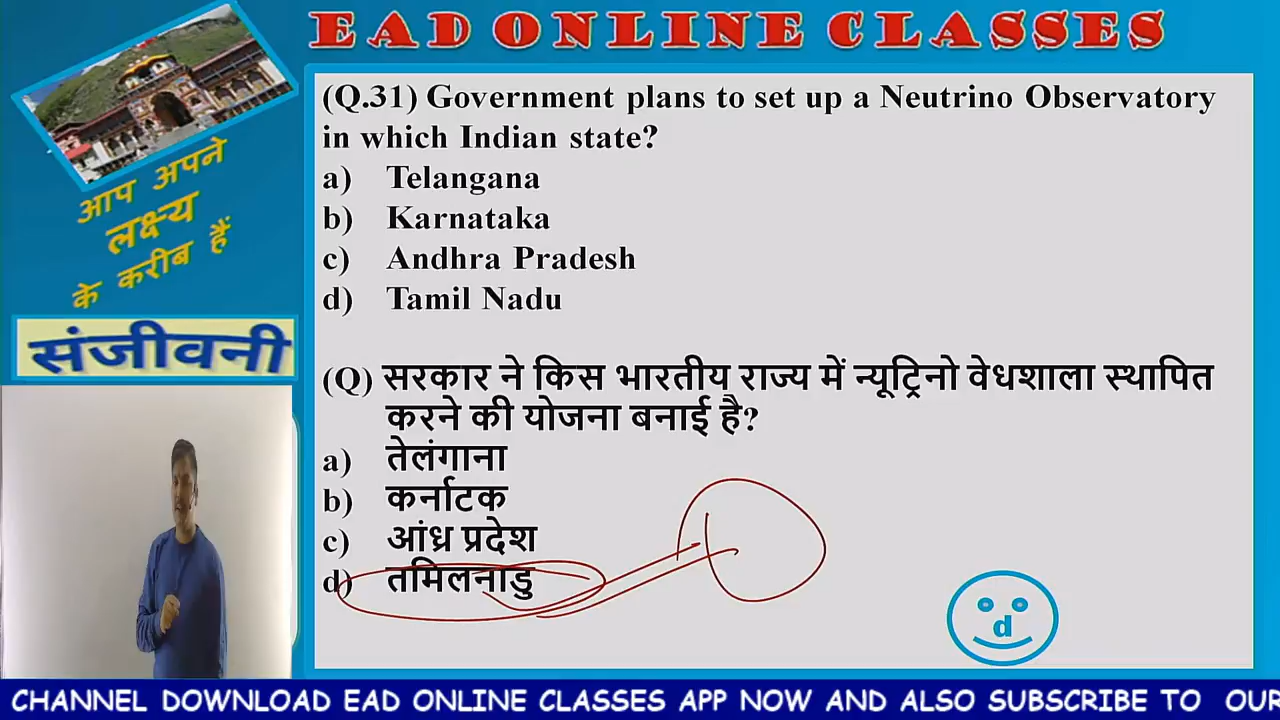 EAD ONLINE CLASSES
आप अपने
लक्ष्य
के करीब हैं
संजीवनी
(Q.31) Government plans to set up a Neutrino Observatory
in which Indian state?
a) Telangana
b) Karnataka
c) Andhra Pradesh
d) Tamil Nadu
(Q) सरकार ने किस भारतीय राज्य में न्यूट्रिनो वेधशाला स्थापित
करने की योजना बनाई है?
a) तेलंगाना
b) कर्नाटक
c) आंध्र प्रदेश
d) तमिलनाडु
d
CHANNEL DOWNLOAD EAD ONLINE CLASSES APP NOW AND ALSO SUBSCRIBE TO OUR